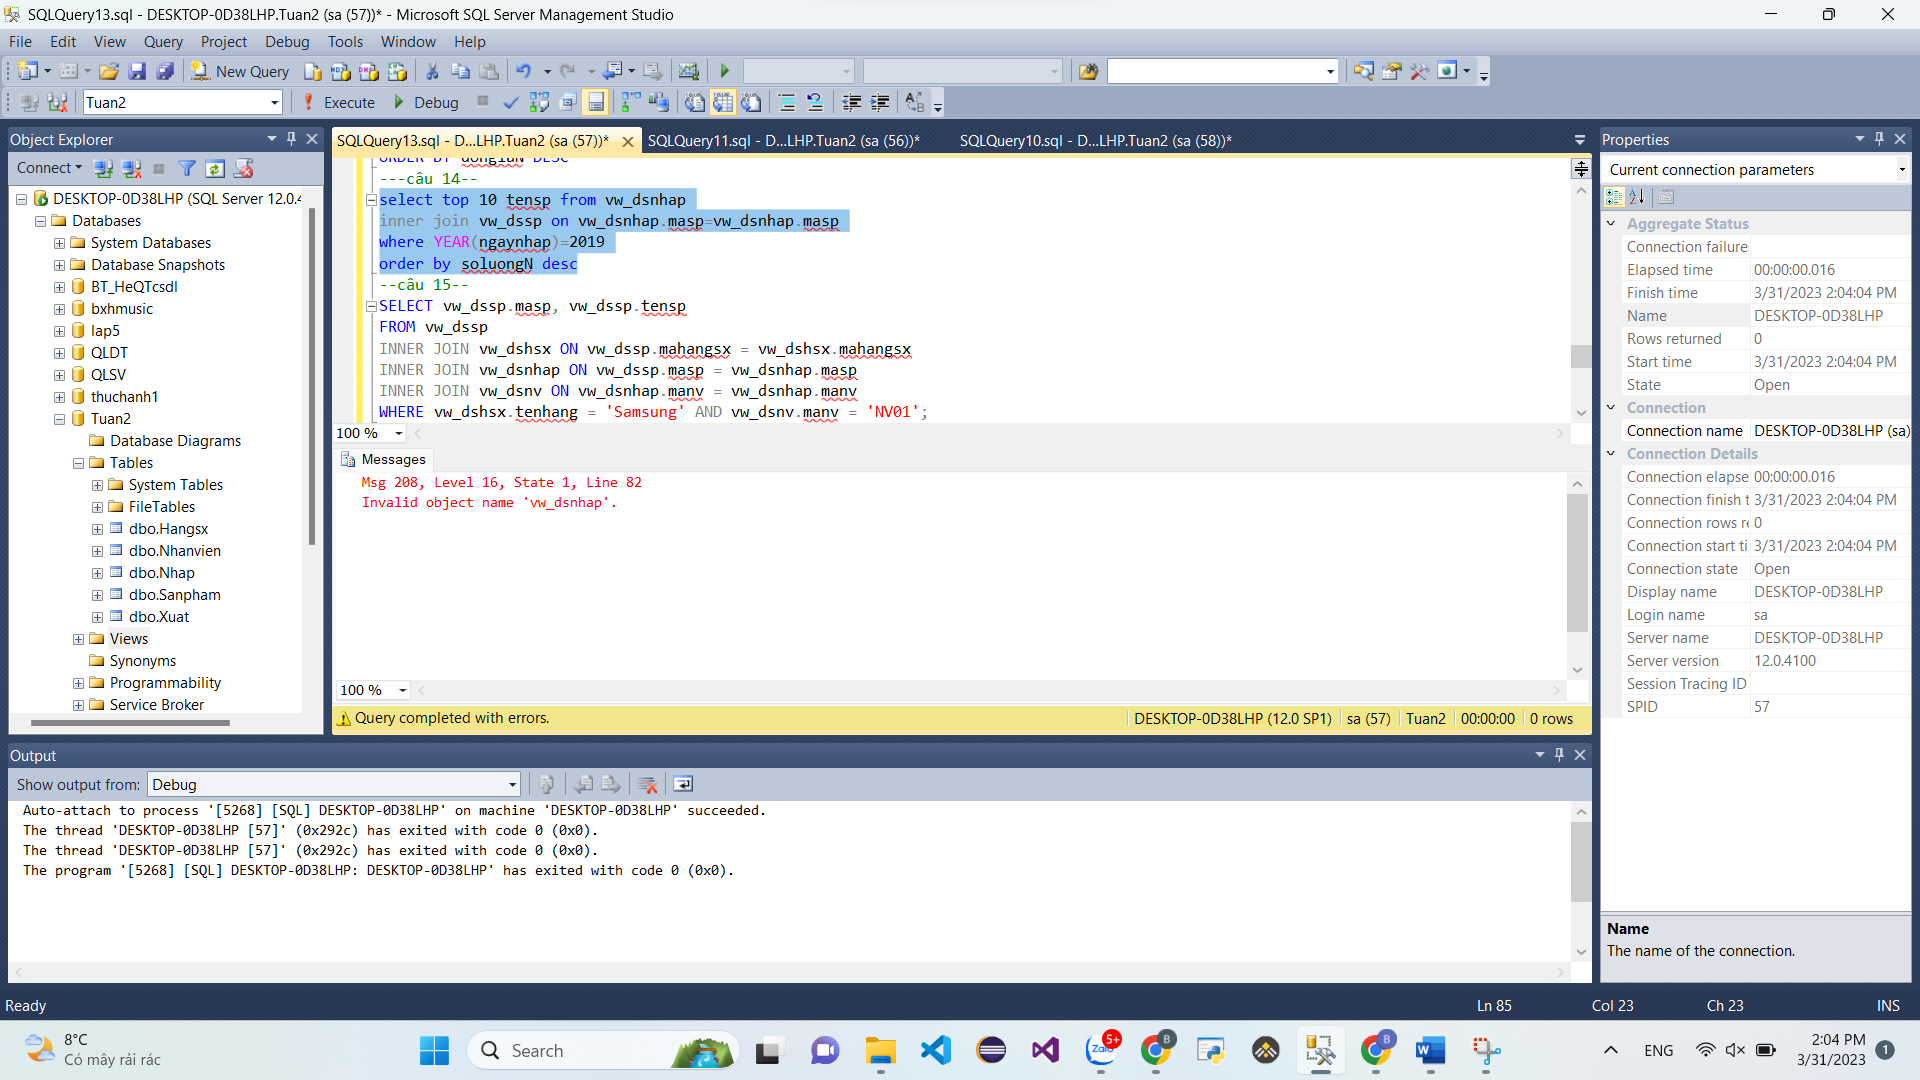 SQLQuery13.sql - DESKTOP-0D38LHP.Tuan2 (sa (57))* - Microsoft SQL Server Management Studio
File Edit View Query Project Debug Tools Window Help
New Query
Tuan2 Execute Debug
Object Explorer
Connect
DESKTOP-0D38LHP (SQL Server 12.0.4
Databases
System Databases
Database Snapshots
BT_HeQTcsdl
bxhmusic
lap5
QLDT
QLSV
thuchanh1
Tuan2
Database Diagrams
Tables
System Tables
FileTables
dbo.Hangsx
dbo.Nhanvien
dbo.Nhap
dbo.Sanpham
dbo.Xuat
Views
Synonyms
Programmability
Service Broker
SQLQuery13.sql - D...LHP.Tuan2 (sa (57))* SQLQuery11.sql - D...LHP.Tuan2 (sa (56))* SQLQuery10.sql - D...LHP.Tuan2 (sa (58))*
ORDER BY dongiaN DESC
---câu 14--
select top 10 tensp from vw_dsnhap
inner join vw_dssp on vw_dsnhap.masp=vw_dsnhap.masp
where YEAR(ngaynhap)=2019
order by soluongN desc
--câu 15--
SELECT vw_dssp.masp, vw_dssp.tensp
FROM vw_dssp
INNER JOIN vw_dshsx ON vw_dssp.mahangsx = vw_dshsx.mahangsx
INNER JOIN vw_dsnhap ON vw_dssp.masp = vw_dsnhap.masp
INNER JOIN vw_dsnv ON vw_dsnhap.manv = vw_dsnhap.manv
WHERE vw_dshsx.tenhang = 'Samsung' AND vw_dsnv.manv = 'NV01';
100 %
Messages
Msg 208, Level 16, State 1, Line 82
Invalid object name 'vw_dsnhap'.
100 %
Query completed with errors. DESKTOP-0D38LHP (12.0 SP1) sa (57) Tuan2 00:00:00 0 rows
Properties
Current connection parameters
Aggregate Status
Connection failure
Elapsed time 00:00:00.016
Finish time 3/31/2023 2:04:04 PM
Name DESKTOP-0D38LHP
Rows returned 0
Start time 3/31/2023 2:04:04 PM
State Open
Connection
Connection name DESKTOP-0D38LHP (sa)
Connection Details
Connection elapse 00:00:00.016
Connection finish t 3/31/2023 2:04:04 PM
Connection rows re 0
Connection start ti 3/31/2023 2:04:04 PM
Connection state Open
Display name DESKTOP-0D38LHP
Login name sa
Server name DESKTOP-0D38LHP
Server version 12.0.4100
Session Tracing ID
SPID 57
Name
The name of the connection.
Output
Show output from: Debug
Auto-attach to process '[5268] [SQL] DESKTOP-0D38LHP' on machine 'DESKTOP-0D38LHP' succeeded.
The thread 'DESKTOP-0D38LHP [57]' (0x292c) has exited with code 0 (0x0).
The thread 'DESKTOP-0D38LHP [57]' (0x292c) has exited with code 0 (0x0).
The program '[5268] [SQL] DESKTOP-0D38LHP: DESKTOP-0D38LHP' has exited with code 0 (0x0).
Ready Ln 85 Col 23 Ch 23 INS
8°C
Có mây rải rác
Search
Zalo
5+
B
B
W
ENG
2:04 PM
3/31/2023
1